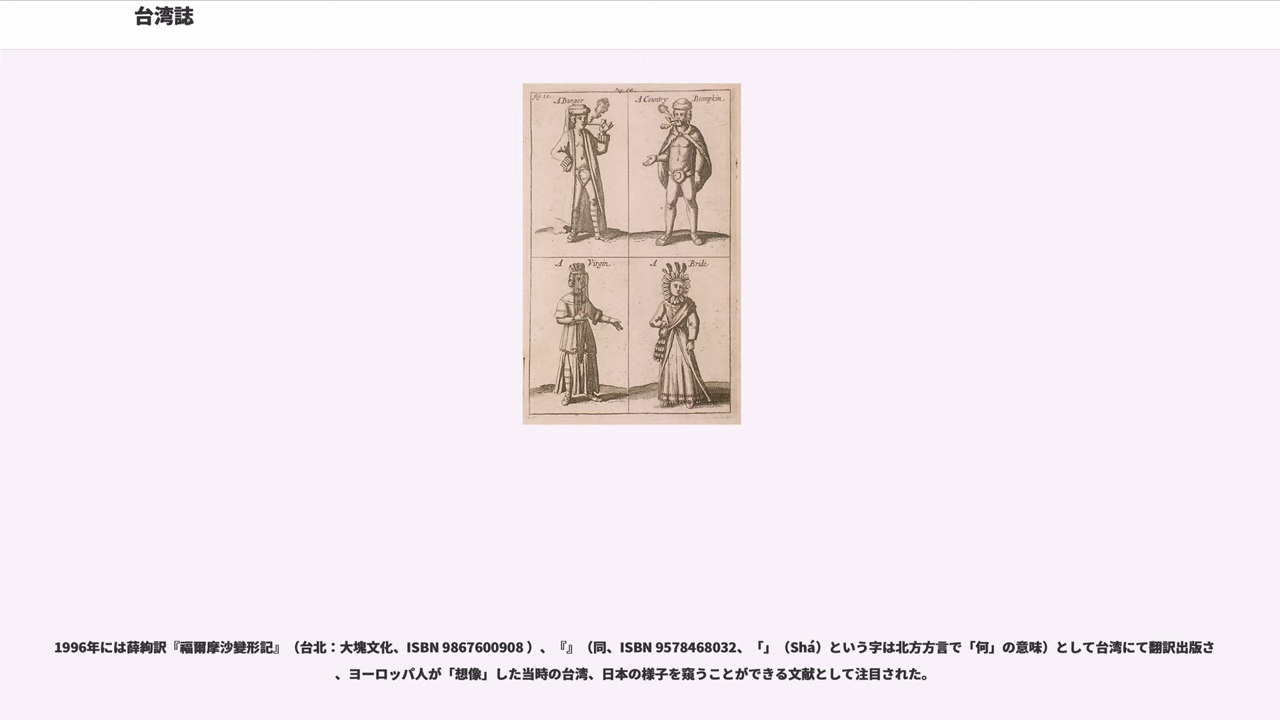 台湾誌
A Burger
A Country Bumpkin
A Virgin
A Bride
1996年には薛絢訳『福爾摩沙變形記』（台北：大塊文化、ISBN 9867600908 ）、『』（同、ISBN 9578468032、「」（Shá）という字は北方方言で「何」の意味）として台湾にて翻訳出版さ
、ヨーロッパ人が「想像」した当時の台湾、日本の様子を窺うことができる文献として注目された。